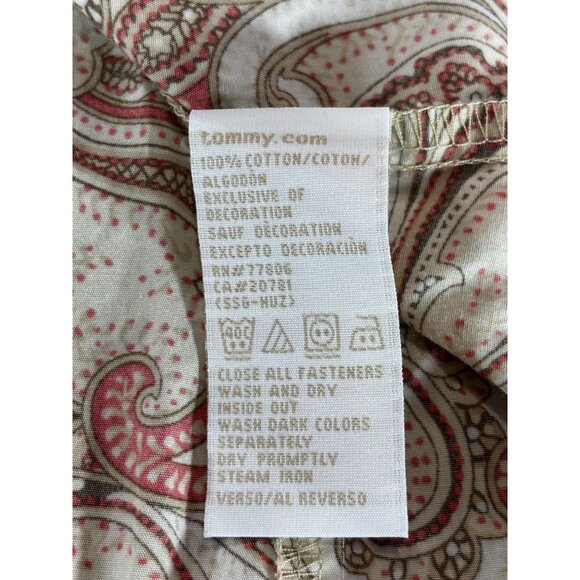 tommy.com
100% COTTON/COTON/
ALGODÓN
EXCLUSIVE OF
DECORATION
SAUF DÉCORATION
EXCEPTO DECORACIÓN
RN#77806
CA#20781
(SSG-HUZ)
40C
CLOSE ALL FASTENERS
WASH AND DRY
INSIDE OUT
WASH DARK COLORS
SEPARATELY
DRY PROMPTLY
STEAM IRON
VERSO/AL REVERSO